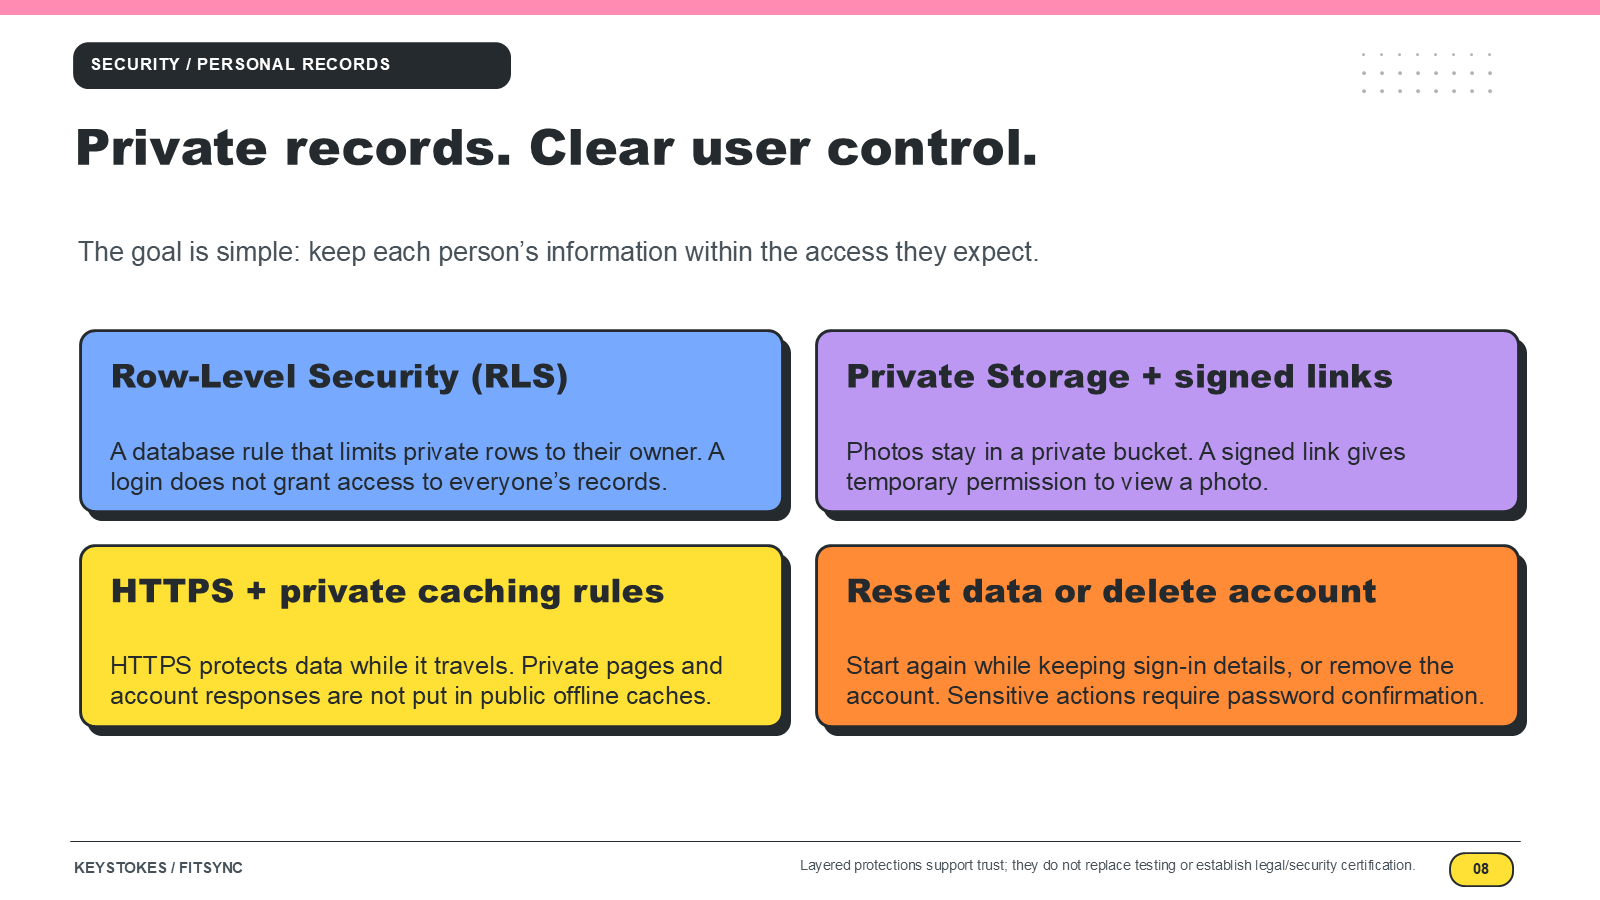 SECURITY / PERSONAL RECORDS
Private records. Clear user control.
The goal is simple: keep each person’s information within the access they expect.
Row-Level Security (RLS)
A database rule that limits private rows to their owner. A
login does not grant access to everyone’s records.
Private Storage + signed links
Photos stay in a private bucket. A signed link gives
temporary permission to view a photo.
HTTPS + private caching rules
HTTPS protects data while it travels. Private pages and
account responses are not put in public offline caches.
Reset data or delete account
Start again while keeping sign-in details, or remove the
account. Sensitive actions require password confirmation.
KEYSTOKES / FITSYNC
Layered protections support trust; they do not replace testing or establish legal/security certification.
08